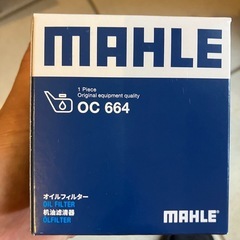 MAHLE
1 Piece
Original equipment quality
OC 664
オイルフィルター
OIL FILTER
机油滤清器
ÖLFILTER
MAHLE